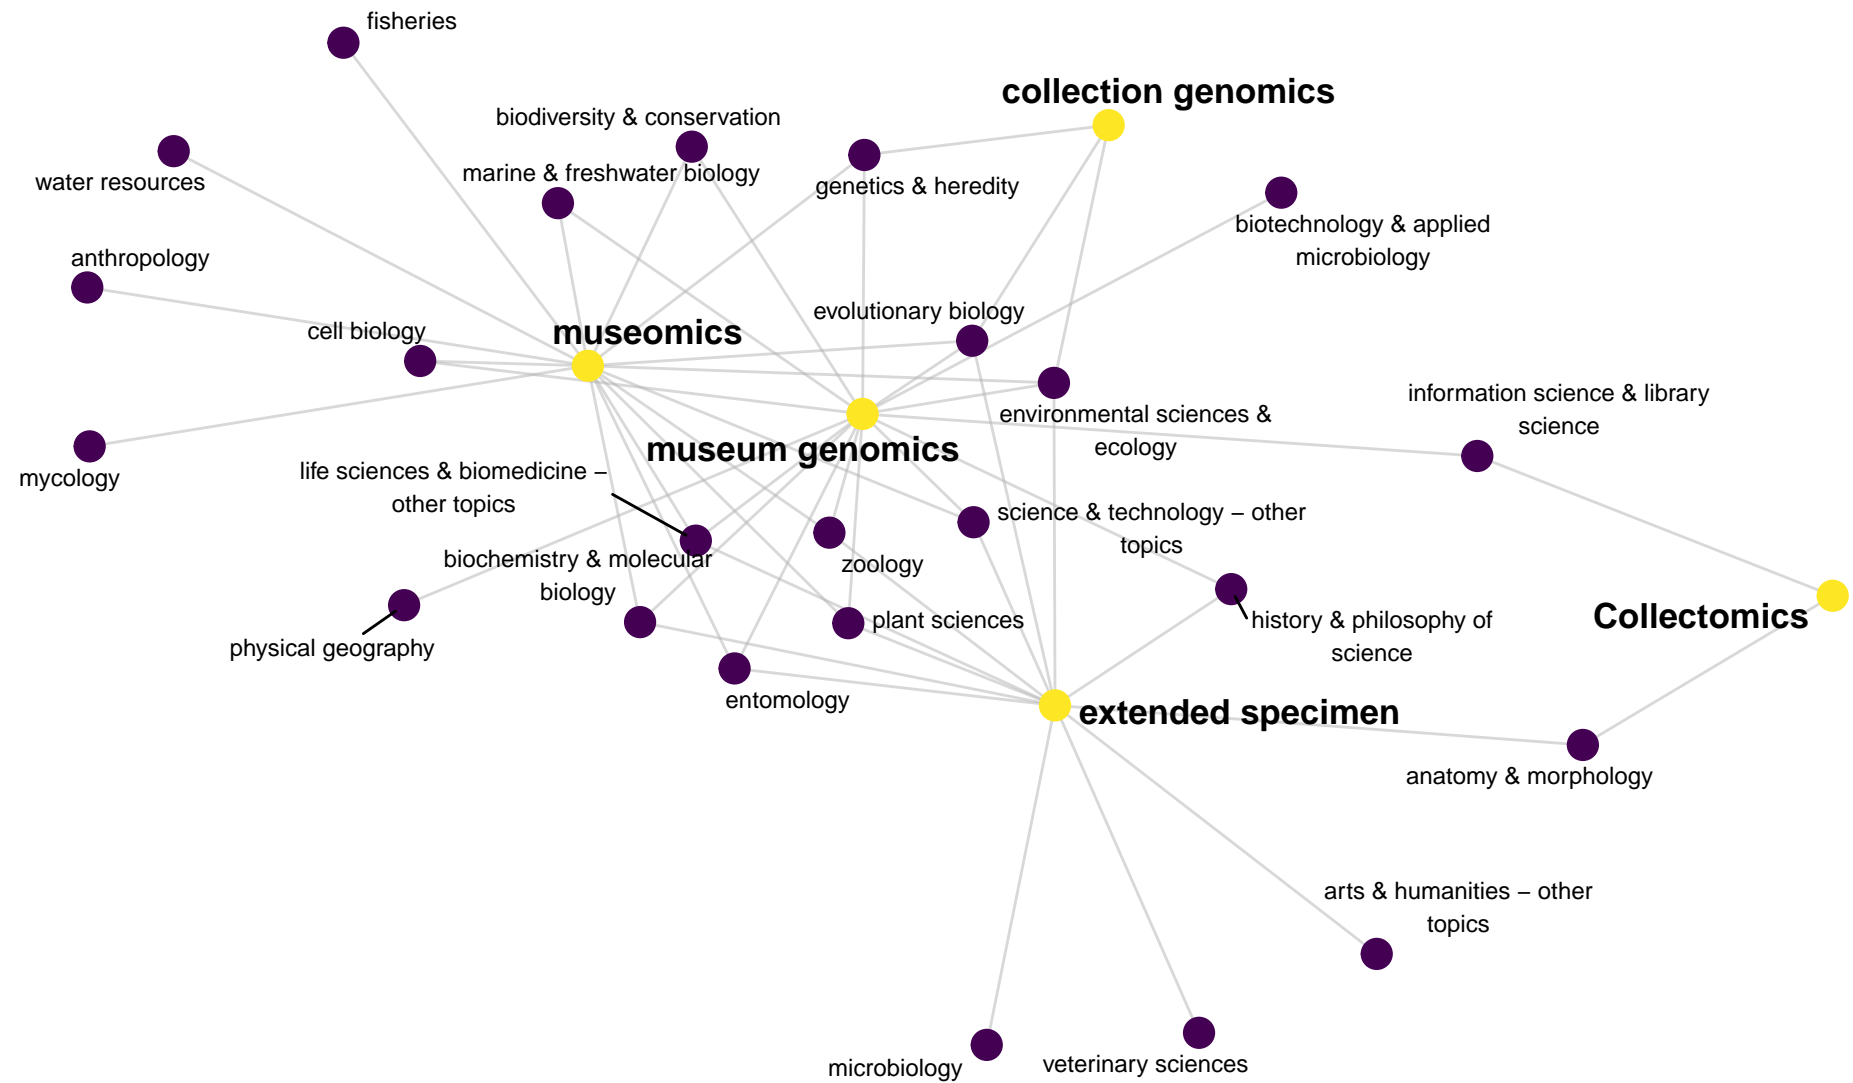 fisheries
collection genomics
biodiversity & conservation
water resources
marine & freshwater biology
genetics & heredity
biotechnology & applied
microbiology
anthropology
cell biology
museomics
evolutionary biology
information science & library
science
environmental sciences &
ecology
mycology
museum genomics
life sciences & biomedicine –
other topics
science & technology – other
topics
biochemistry & molecular
biology
zoology
physical geography
plant sciences
history & philosophy of
science
Collectomics
entomology
extended specimen
anatomy & morphology
arts & humanities – other
topics
microbiology
veterinary sciences